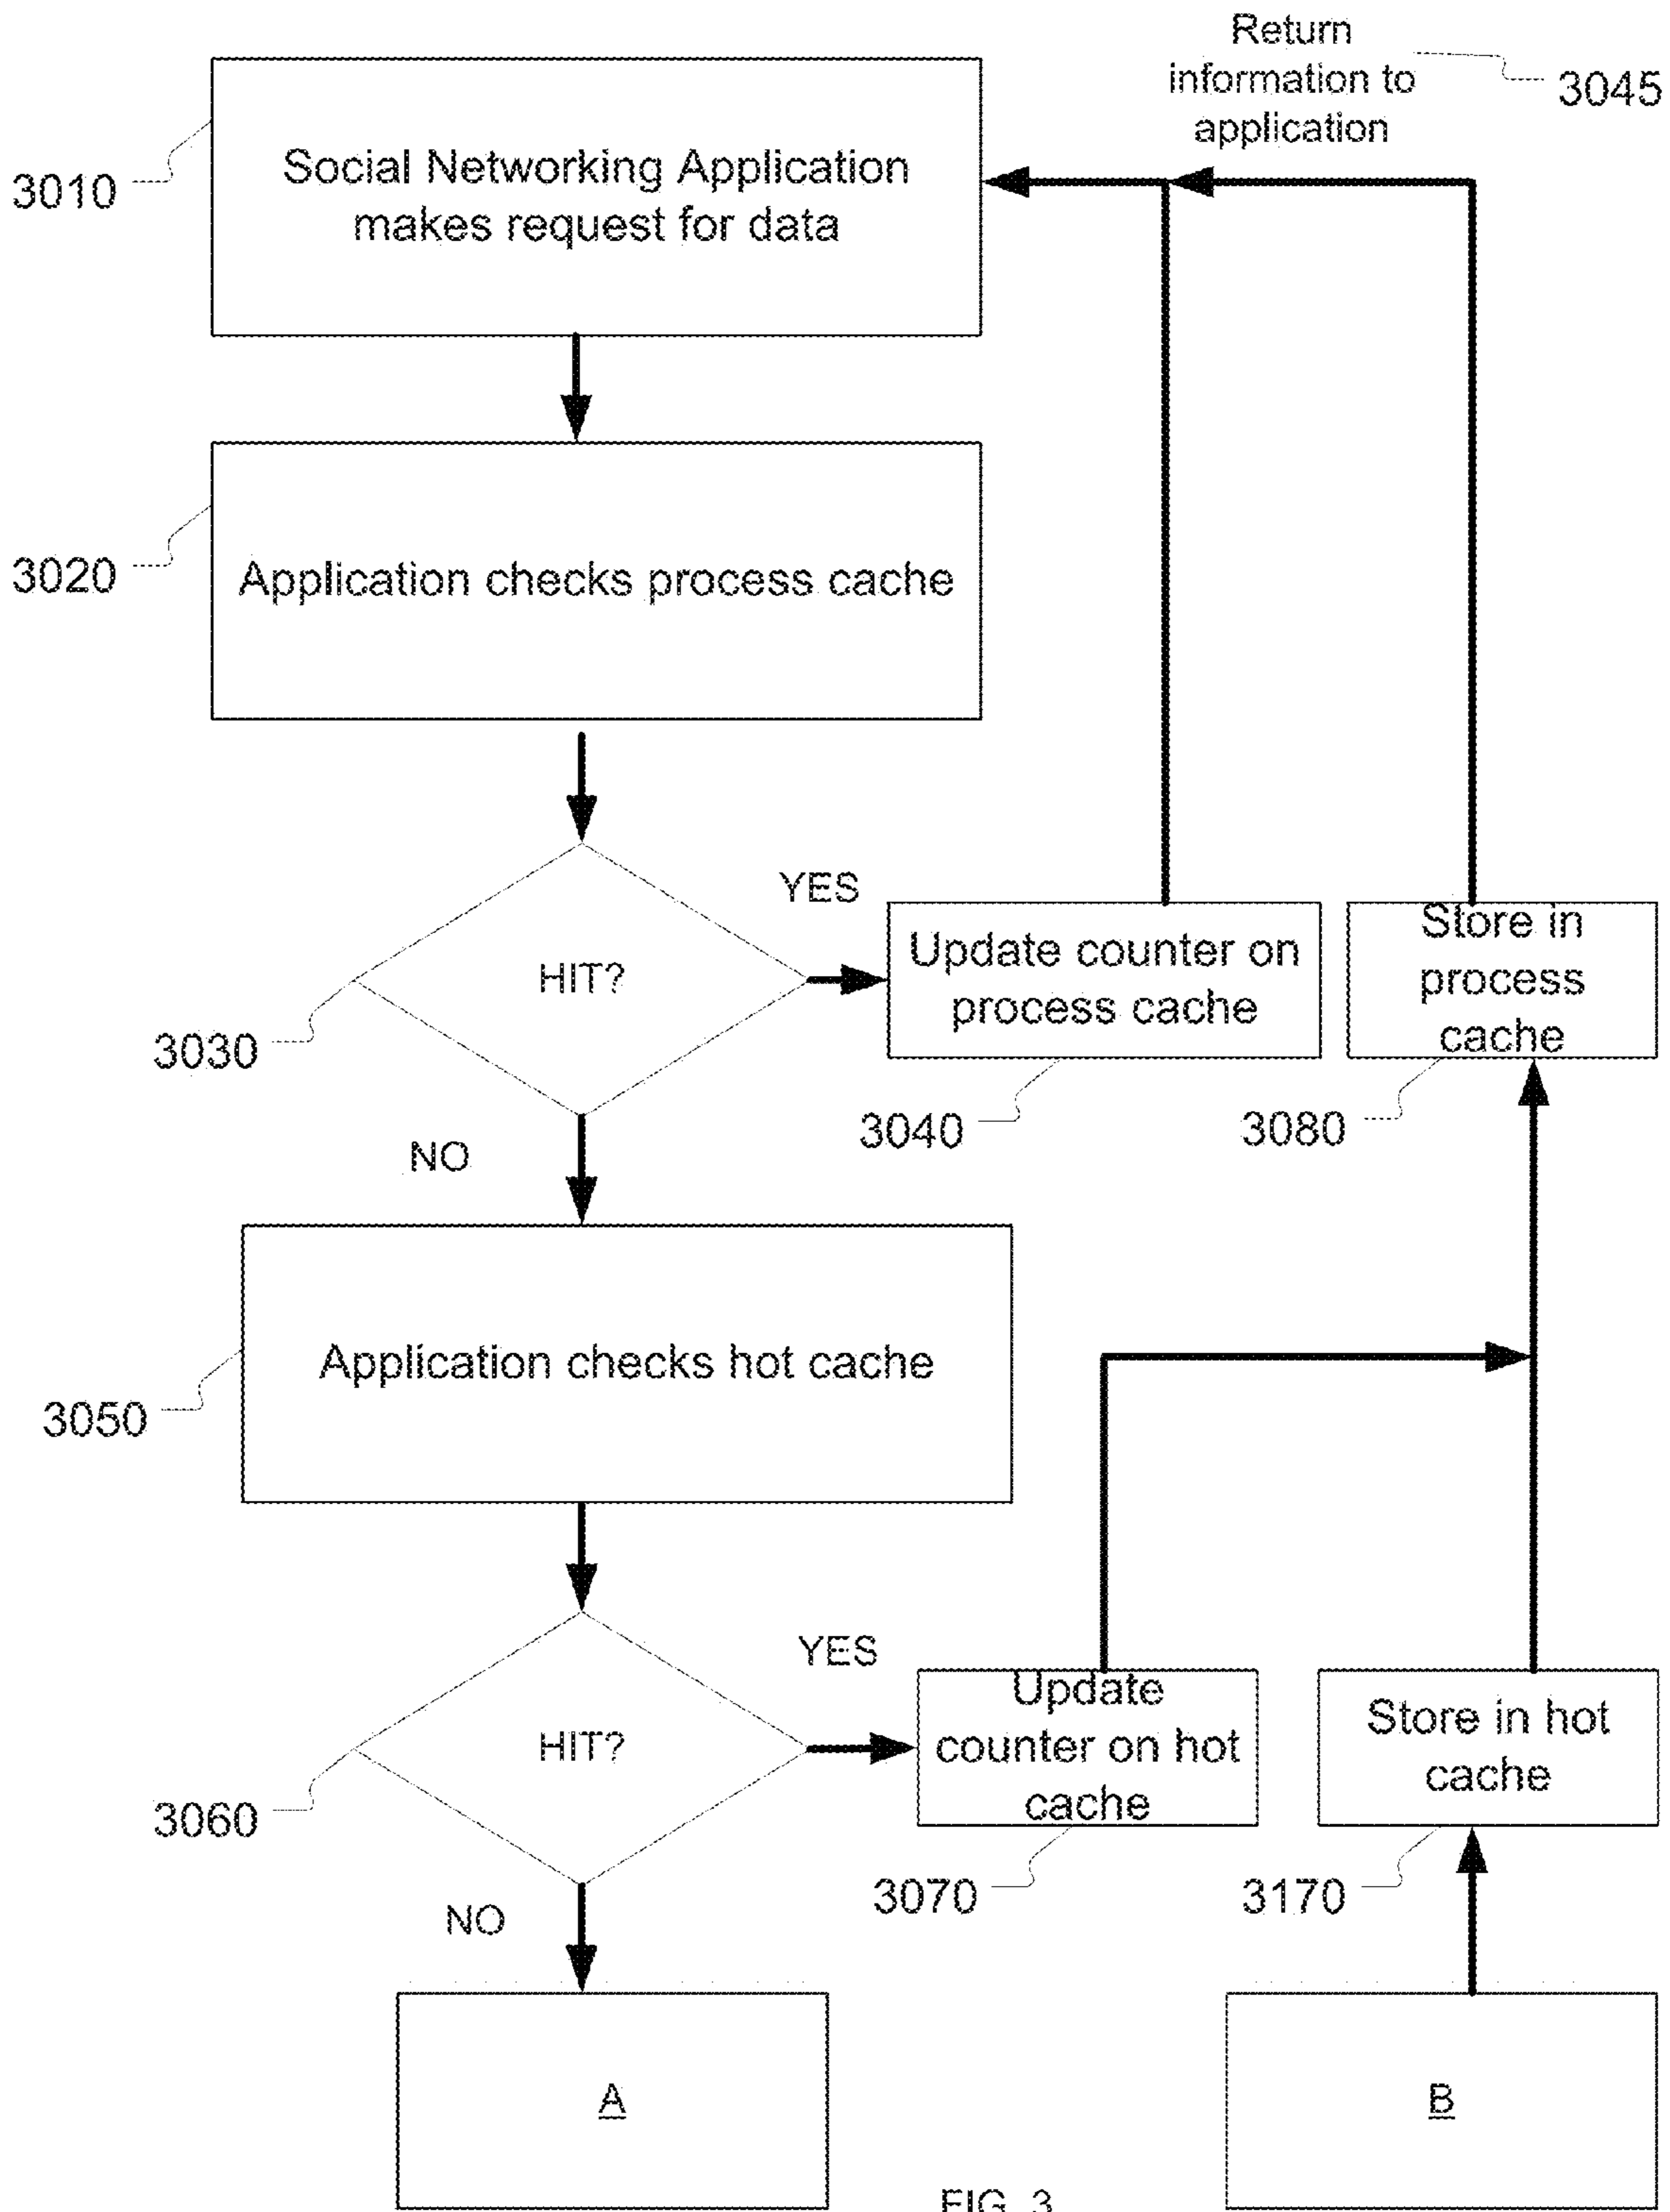 Return
information to
application
3045
3010
Social Networking Application
makes request for data
3020
Application checks process cache
3030
HIT?
YES
Update counter on
process cache
Store in
process
cache
3040
3080
NO
3050
Application checks hot cache
3060
HIT?
YES
Update
counter on hot
cache
Store in hot
cache
3070
3170
NO
A
B
FIG. 3